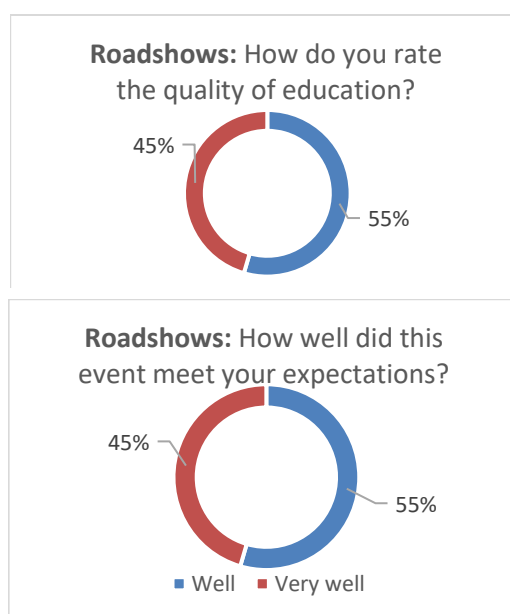 Roadshows: How do you rate
the quality of education?
45%
55%
Roadshows: How well did this
event meet your expectations?
45%
55%
Well Very well